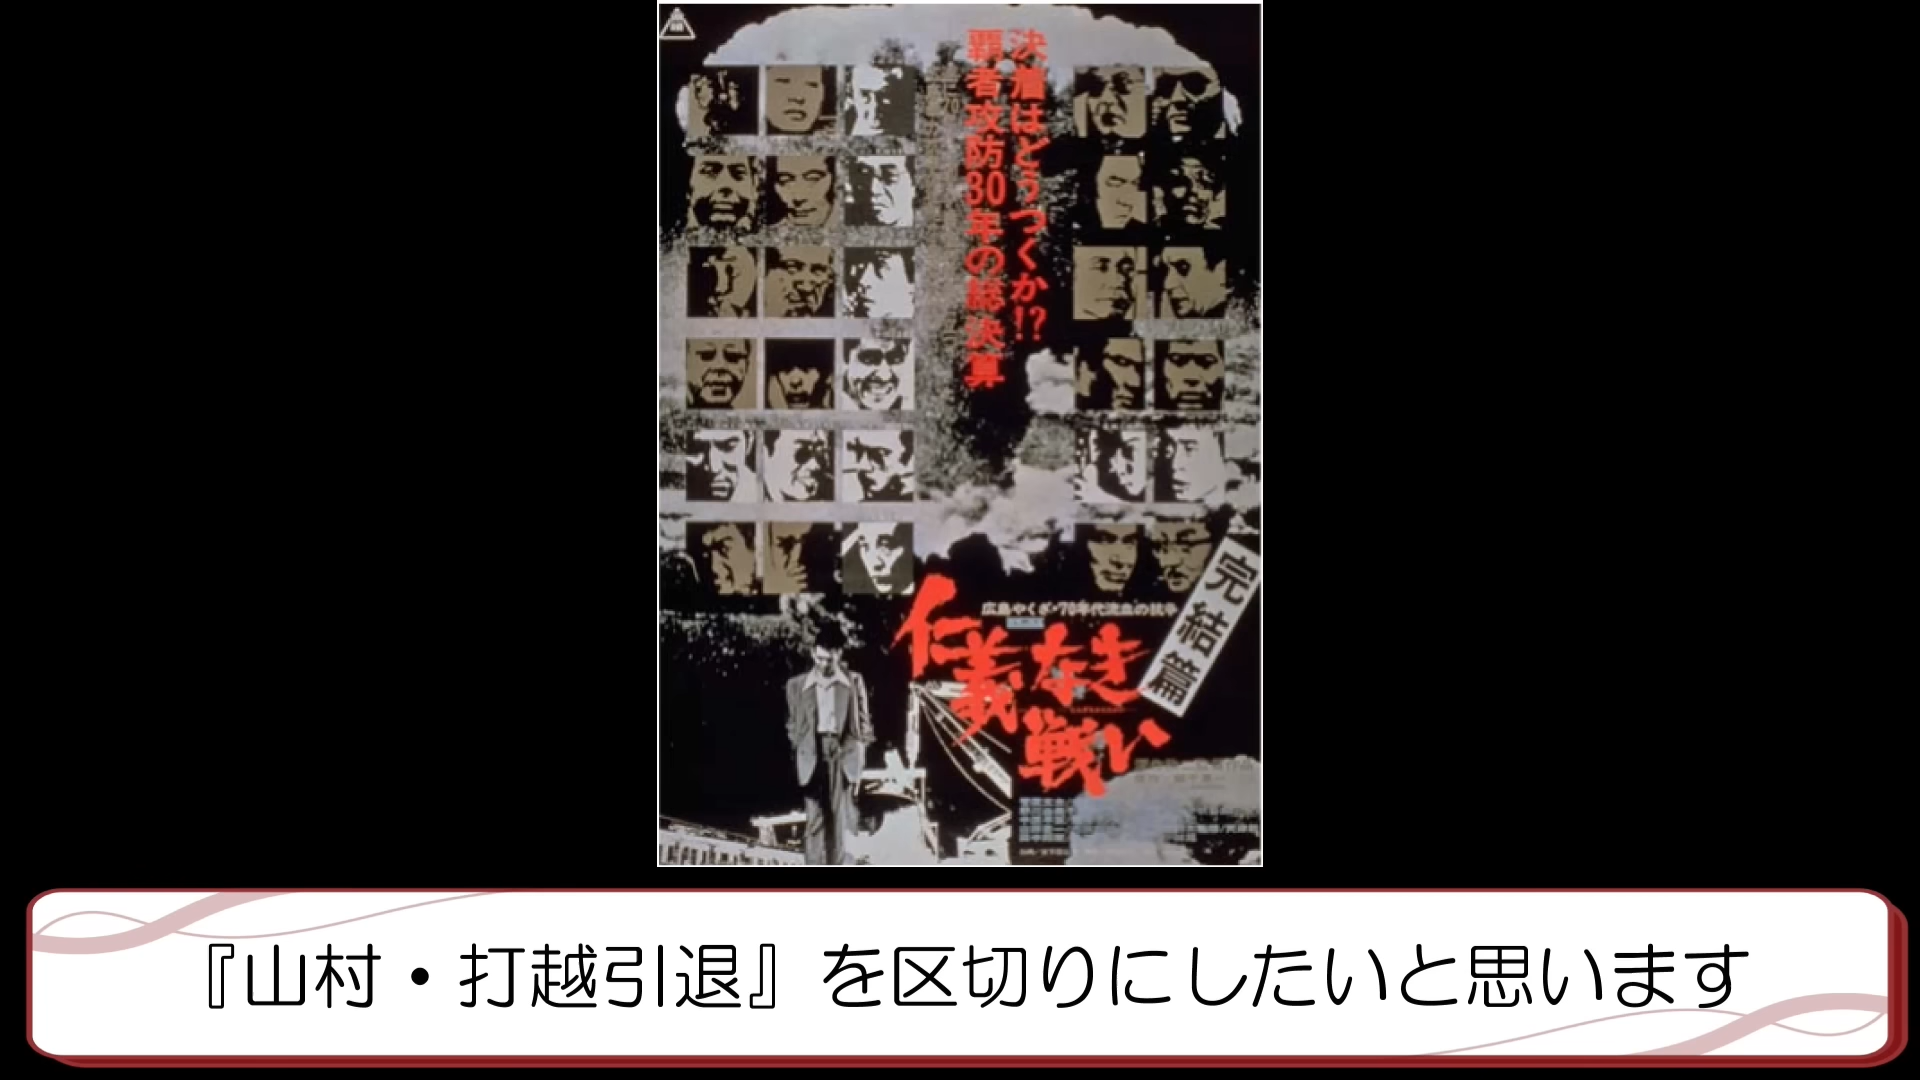 決着はどうつくか!?
覇者攻防30年の総決算
広島やくざ・70年代流血の抗争
仁義なき
戦い
完結篇
『山村・打越引退』を区切りにしたいと思います